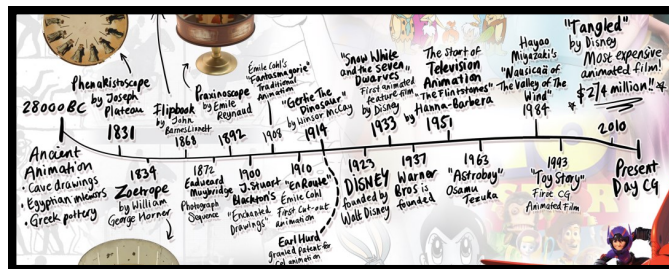 28000 BC
Ancient
Animation
• Cave drawings
• Egyptian murals
• Greek pottery
Phenakistoscope
by Joseph
Plateau
1831
1834
Zoetrope
by William
George Horner
Flipbook
by John
Barnes Linnett
1868
1872
Eadweard
Muybridge
Photograph
Sequence
Praxinoscope
by Emile
Reynaud
1892
1900
J. Stuart
Blackton's
"Enchanted
Drawings"
Emile Cohl's
"Fantasmagorie"
Traditional
Animation
1908
1910
"En Route"
Emile Cohl
First Cut-out
animation
"Gertie The
Dinosaur"
by Winsor McCay
1914
Earl Hurd
granted patent for
Cel animation
1923
DISNEY
founded by
Walt Disney
"Snow White
and the seven
Dwarves"
First animated
feature film
by Disney
1933
1937
Warner
Bros is
founded
The Start of
Television
Animation
"The Flintstones"
by Hanna-Barbera
1951
1963
"Astroboy"
Osamu
Tezuka
Hayao
Miyazaki's
"Nausicaä of
The Valley of The
Wind"
1984
1993
"Toy Story"
First CG
Animated Film
"Tangled"
by Disney
Most expensive
animated film!
2010
Present
Day CG